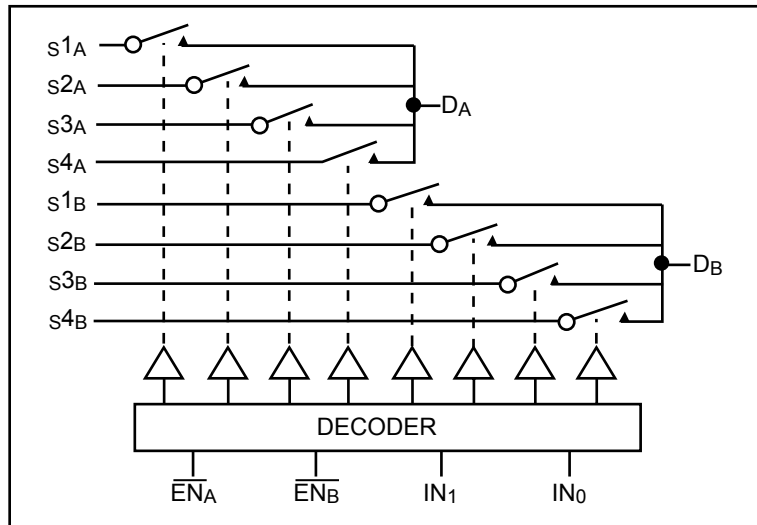 S1A
S2A
S3A
DA
S4A
S1B
S2B
DB
S3B
S4B
DECODER
ENA ENB IN1 IN0